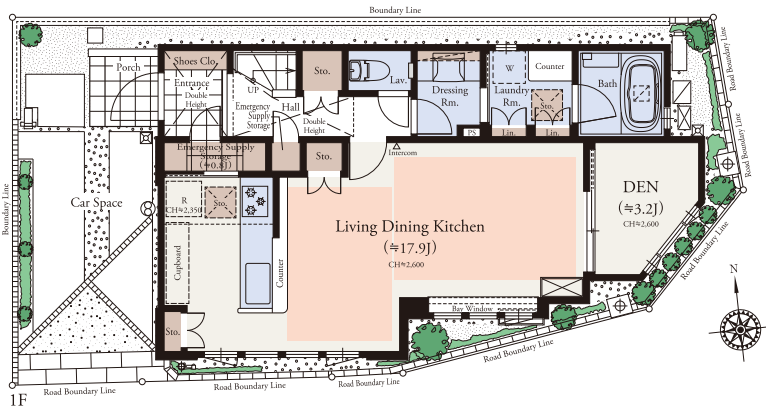 Boundary Line
Road Boundary Line
Porch
Shoes Clo.
Entrance
Double
Height
UP
Emergency
Supply
Storage
Hall
Double
Height
Sto.
Lav.
Dressing
Rm.
W
Laundry
Rm.
Counter
Sto.
Lin.
Lin.
PS
Bath
Road Boundary Line
Emergency Supply
Storage
(≒0.8J)
Sto.
Intercom
Boundary Line
Car Space
R
CH≒2,350
Sto.
Cupboard
Counter
Living Dining Kitchen
(≒17.9J)
CH≒2,600
DEN
(≒3.2J)
CH≒2,600
Road Boundary Line
Bay Window
Sto.
N
Road Boundary Line
Road Boundary Line
Road Boundary Line
1F